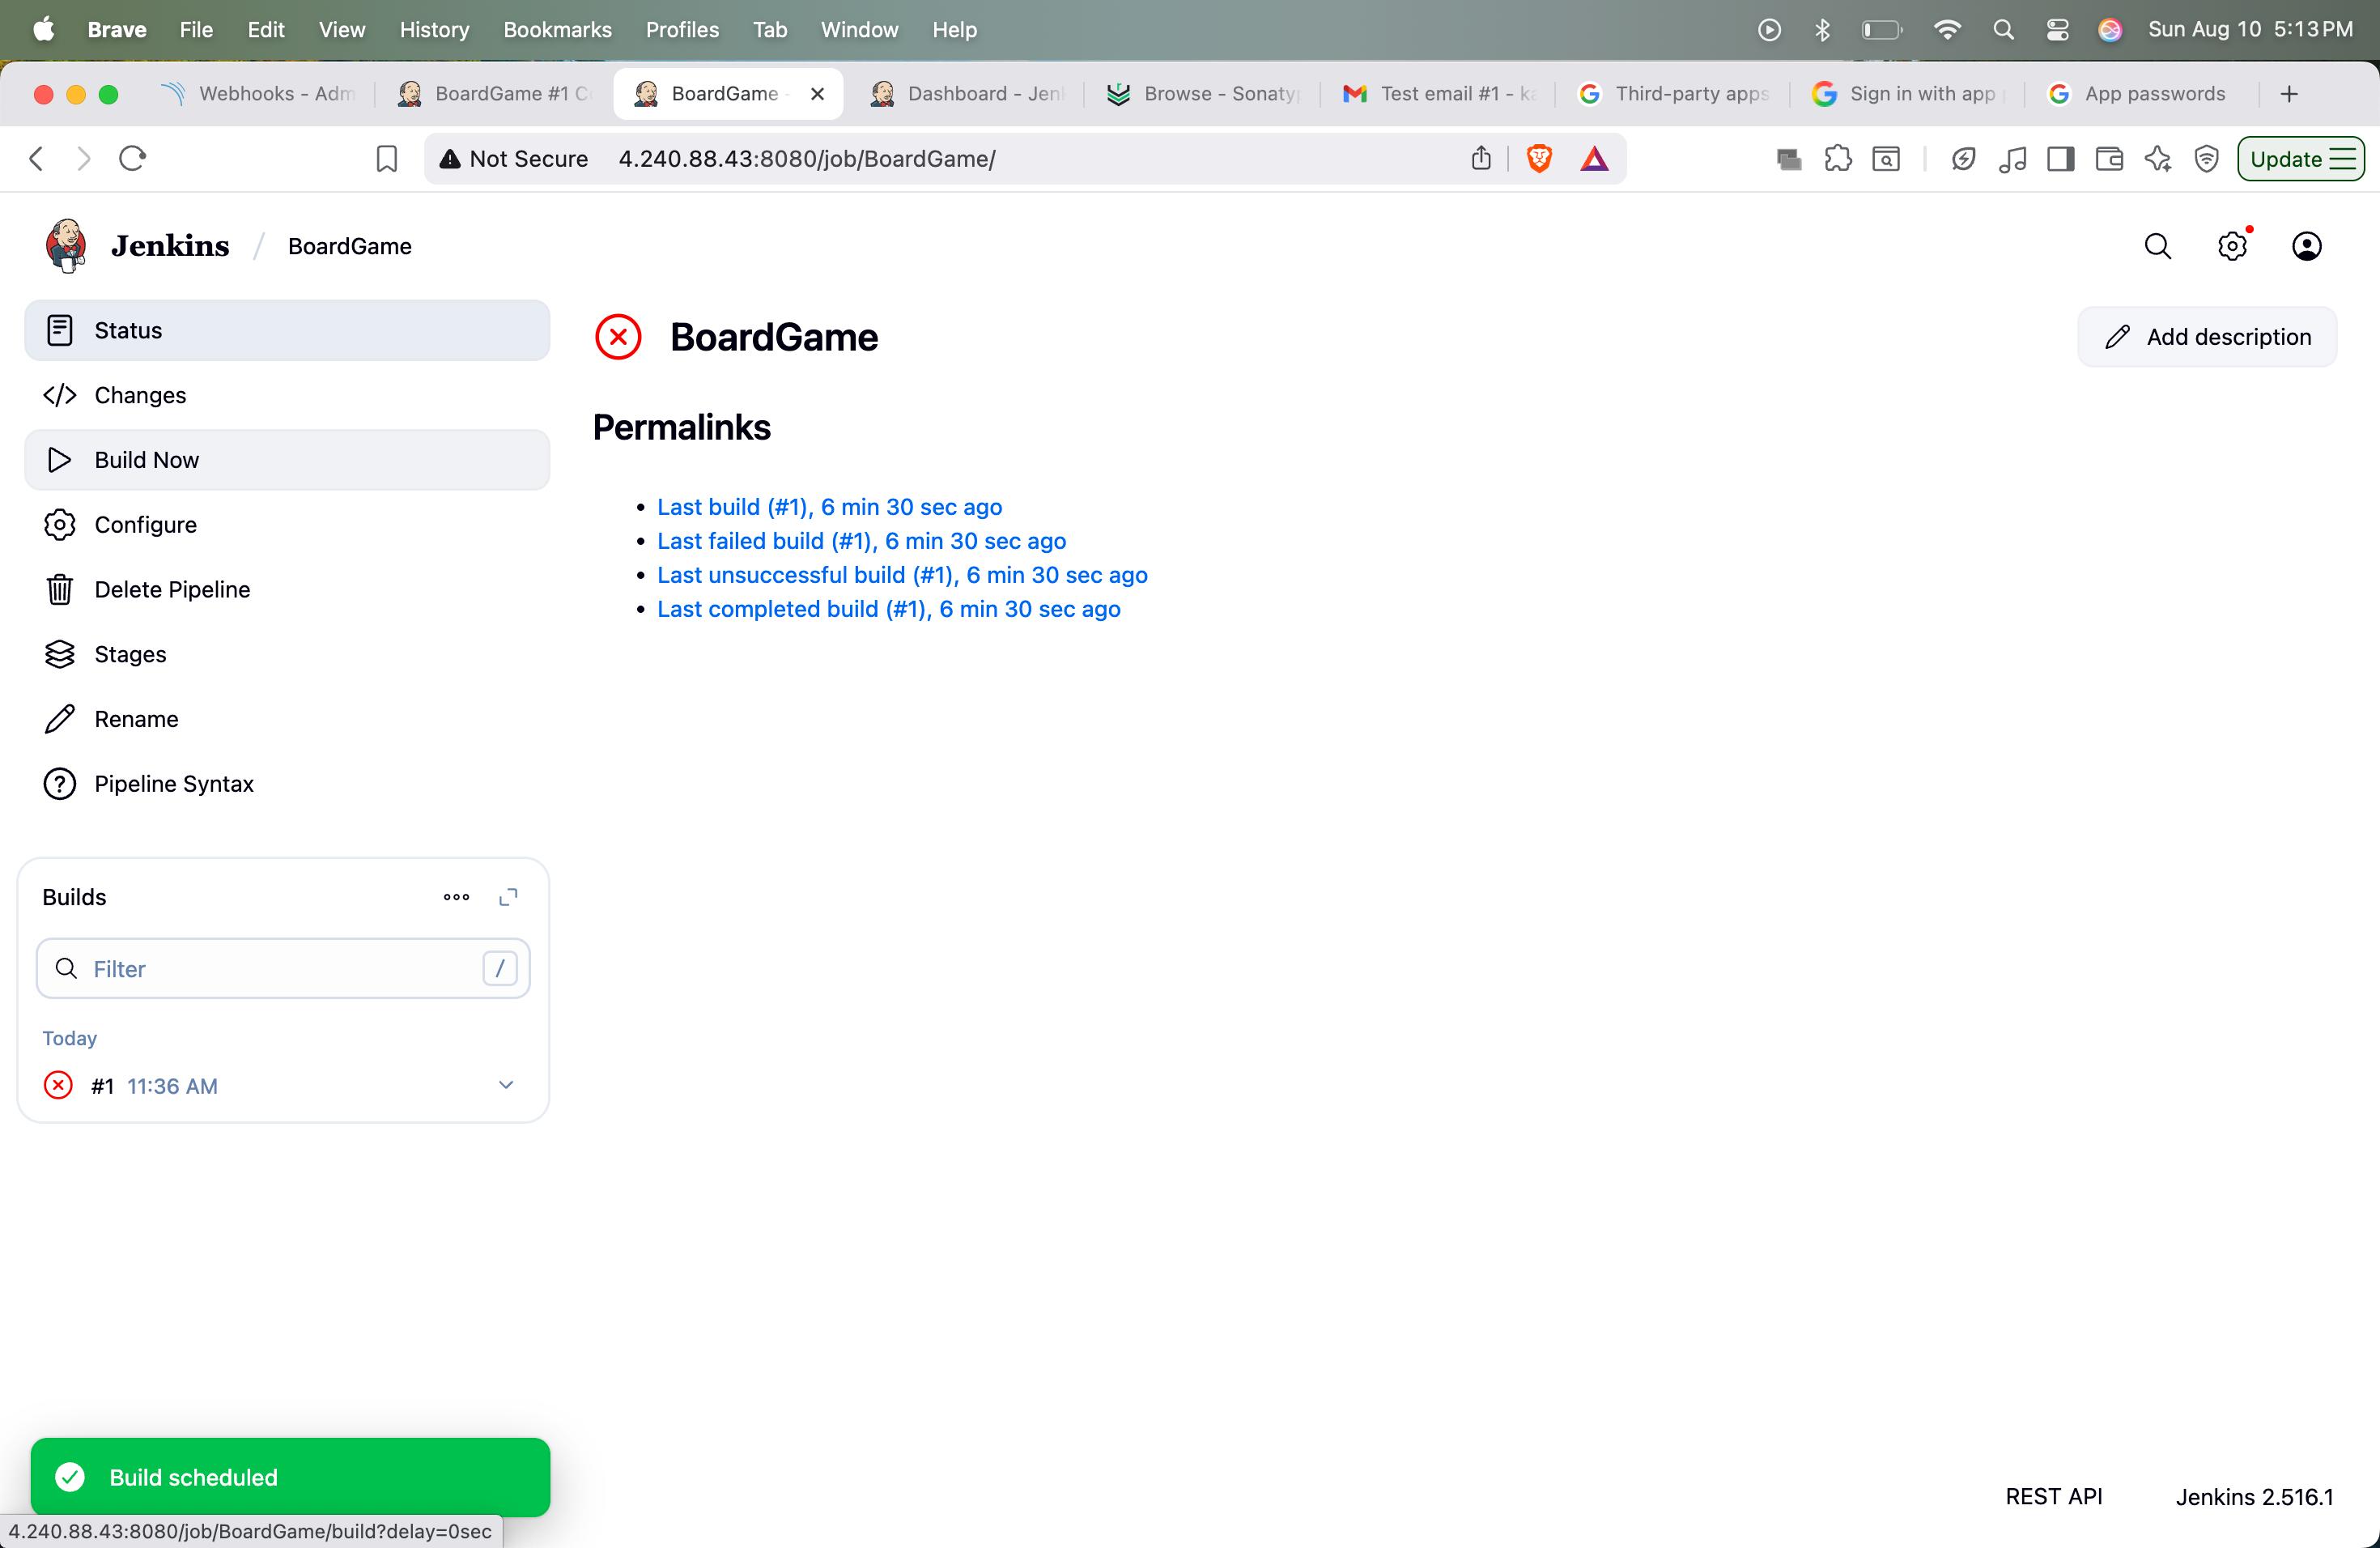 Brave File Edit View History Bookmarks Profiles Tab Window Help Sun Aug 10 5:13 PM
Webhooks - Adm BoardGame #1 C BoardGame - Dashboard - Jen Browse - Sonaty Test email #1 - ka Third-party apps Sign in with app App passwords
Not Secure 4.240.88.43:8080/job/BoardGame/ Update
Jenkins / BoardGame
Status
Changes
Build Now
Configure
Delete Pipeline
Stages
Rename
Pipeline Syntax
Builds
Filter /
Today
#1 11:36 AM
BoardGame
Add description
Permalinks
Last build (#1), 6 min 30 sec ago
Last failed build (#1), 6 min 30 sec ago
Last unsuccessful build (#1), 6 min 30 sec ago
Last completed build (#1), 6 min 30 sec ago
Build scheduled
REST API Jenkins 2.516.1
4.240.88.43:8080/job/BoardGame/build?delay=0sec